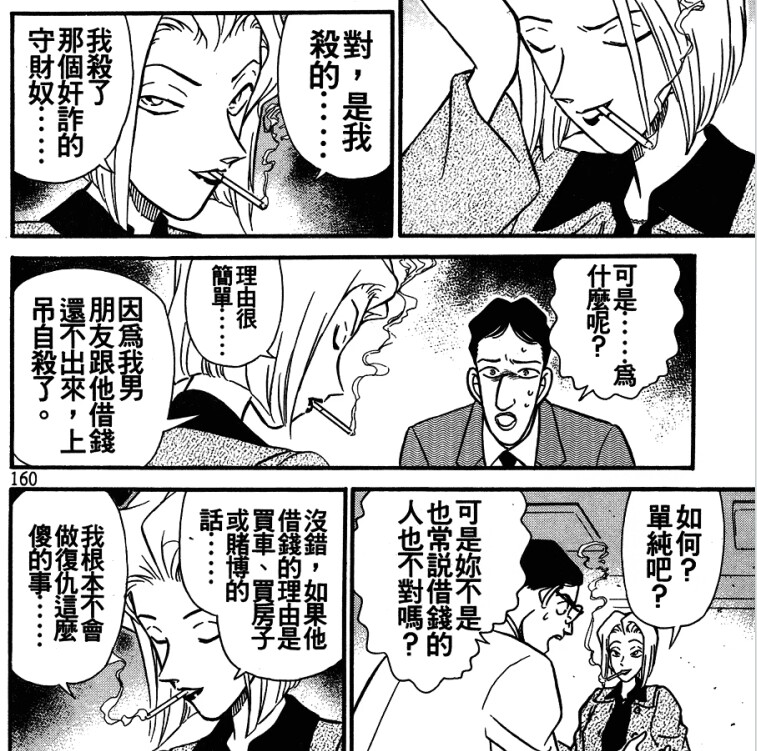 對，是我
殺的……
我殺了
那個奸詐的
守財奴……
可是……為
什麼呢？
理由很
簡單……
因爲我男
朋友跟他借錢
還不出來，上
吊自殺了。
160
如何？
單純吧？
可是妳不是
也常說借錢的
人也不對嗎？
沒錯，如果他
借錢的理由是
買車、買房子
或賭博的
話……
我根本不會
做復仇這麼
傻的事……